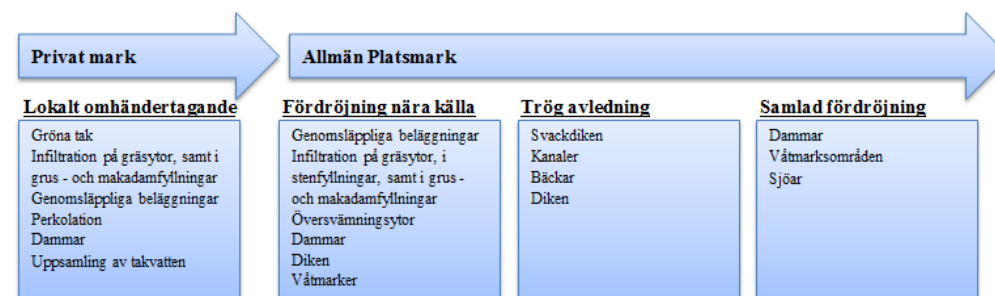 Privat mark
Allmän Platsmark
Lokalt omhändertagande
Gröna tak
Infiltration på gräsytor, samt i
grus - och makadamfyllningar
Genomsläppliga beläggningar
Perkolation
Dammar
Uppsamling av takvatten
Fördröjning nära källa
Genomsläppliga beläggningar
Infiltration på gräsytor, i
stenfyllningar, samt i grus -
och makadamfyllningar
Översvämningsytor
Dammar
Diken
Våtmarker
Trög avledning
Svackdiken
Kanaler
Bäckar
Diken
Samlad fördröjning
Dammar
Våtmarksområden
Sjöar